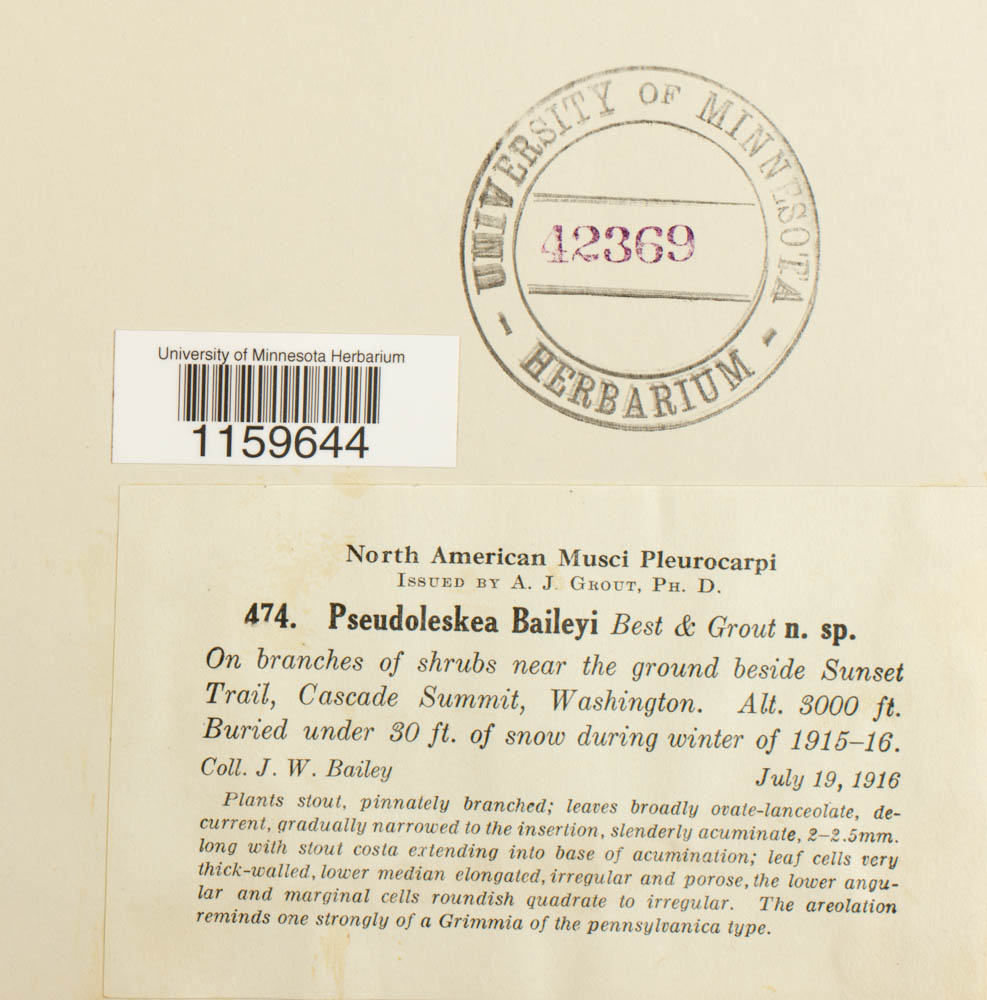 UNIVERSITY OF MINNESOTA
42369
- HERBARIUM -
University of Minnesota Herbarium
1159644
North American Musci Pleurocarpi
Issued by A. J. Grout, Ph. D.
474. Pseudoleskea Baileyi Best & Grout n. sp.
On branches of shrubs near the ground beside Sunset
Trail, Cascade Summit, Washington. Alt. 3000 ft.
Buried under 30 ft. of snow during winter of 1915–16.
Coll. J. W. Bailey July 19, 1916
Plants stout, pinnately branched; leaves broadly ovate-lanceolate, de-
current, gradually narrowed to the insertion, slenderly acuminate, 2–2.5mm.
long with stout costa extending into base of acumination; leaf cells very
thick-walled, lower median elongated, irregular and porose, the lower angu-
lar and marginal cells roundish quadrate to irregular. The areolation
reminds one strongly of a Grimmia of the pennsylvanica type.